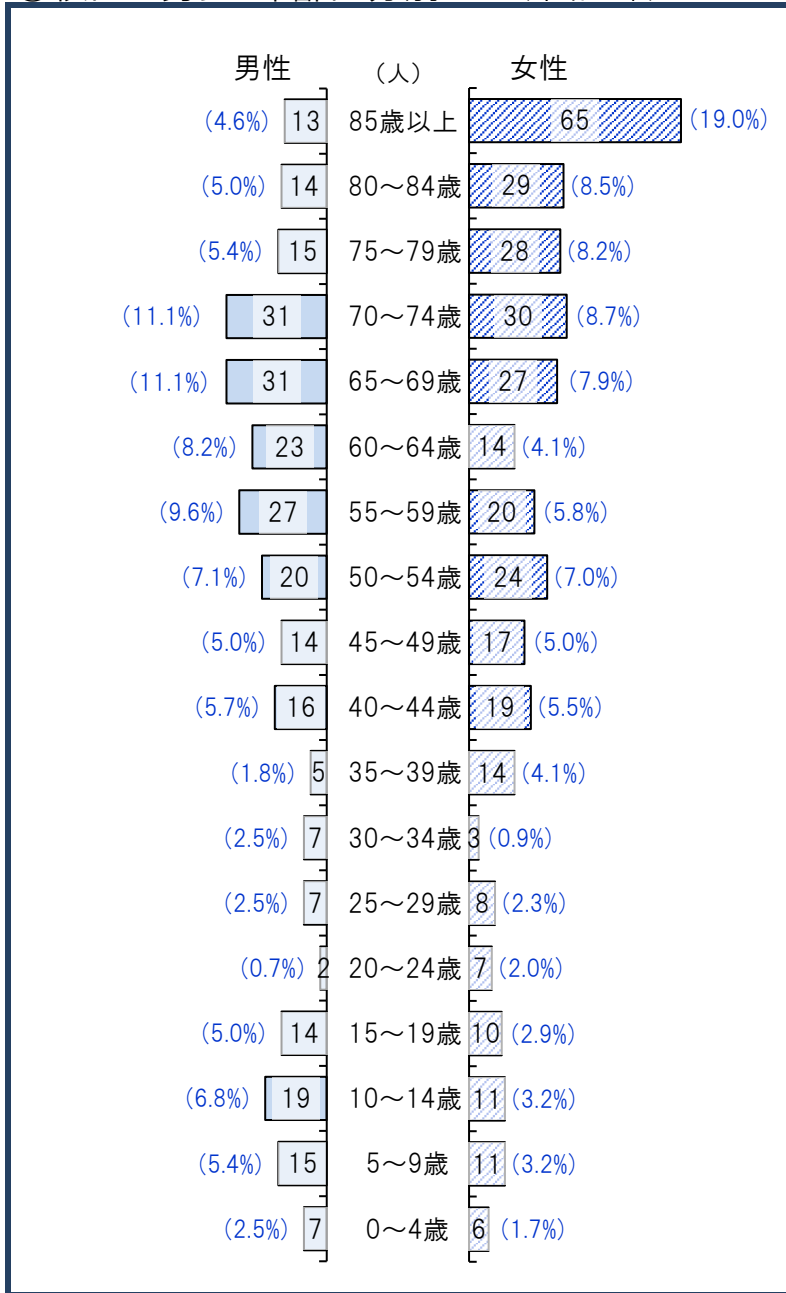 男性 （人） 女性
(4.6%) 13 85歳以上 65 (19.0%)
(5.0%) 14 80～84歳 29 (8.5%)
(5.4%) 15 75～79歳 28 (8.2%)
(11.1%) 31 70～74歳 30 (8.7%)
(11.1%) 31 65～69歳 27 (7.9%)
(8.2%) 23 60～64歳 14 (4.1%)
(9.6%) 27 55～59歳 20 (5.8%)
(7.1%) 20 50～54歳 24 (7.0%)
(5.0%) 14 45～49歳 17 (5.0%)
(5.7%) 16 40～44歳 19 (5.5%)
(1.8%) 5 35～39歳 14 (4.1%)
(2.5%) 7 30～34歳 3 (0.9%)
(2.5%) 7 25～29歳 8 (2.3%)
(0.7%) 2 20～24歳 7 (2.0%)
(5.0%) 14 15～19歳 10 (2.9%)
(6.8%) 19 10～14歳 11 (3.2%)
(5.4%) 15 5～9歳 11 (3.2%)
(2.5%) 7 0～4歳 6 (1.7%)